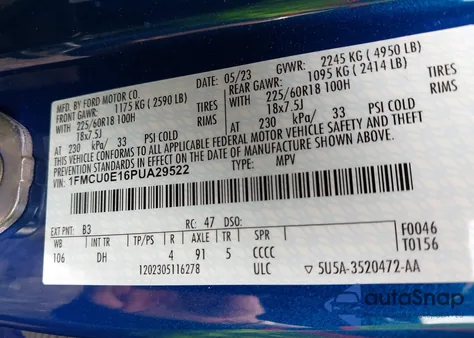 MFD. BY FORD MOTOR CO.
05/23
GVWR: 2245 KG ( 4950 LB)
FRONT GAWR: 1175 KG ( 2590 LB)
REAR GAWR: 1095 KG ( 2414 LB)
WITH 225/60R18 100H TIRES
WITH 225/60R18 100H TIRES
18x7.5J RIMS
18x7.5J RIMS
AT 230 kPa/ 33 PSI COLD
AT 230 kPa/ 33 PSI COLD
THIS VEHICLE CONFORMS TO ALL APPLICABLE FEDERAL MOTOR VEHICLE SAFETY AND THEFT
PREVENTION STANDARDS IN EFFECT ON THE DATE OF MANUFACTURE SHOWN ABOVE.
VIN: 1FMCU0E16PUA29522
TYPE: MPV
EXT PNT: B3 RC: 47 DSO:
F0046
WB INT TR TP/PS R AXLE TR SPR
T0156
106 DH 4 91 5 CCCC
1202305116278 ULC ▽ 5U5A-3520472-AA
autoSnap